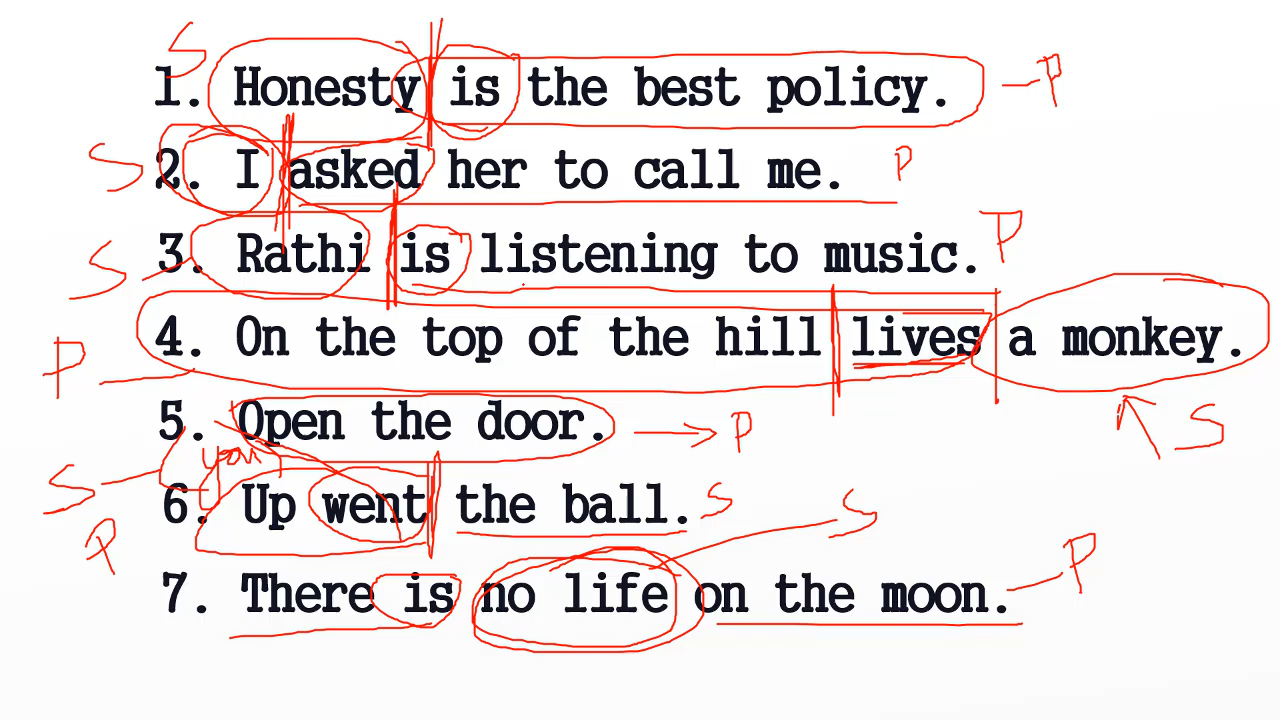 S
1. Honesty is the best policy. P
S 2. I asked her to call me. P
S 3. Rathi is listening to music. P
P 4. On the top of the hill lives a monkey. S
5. Open the door. P
S you
P 6. Up went the ball. S S
7. There is no life on the moon. P